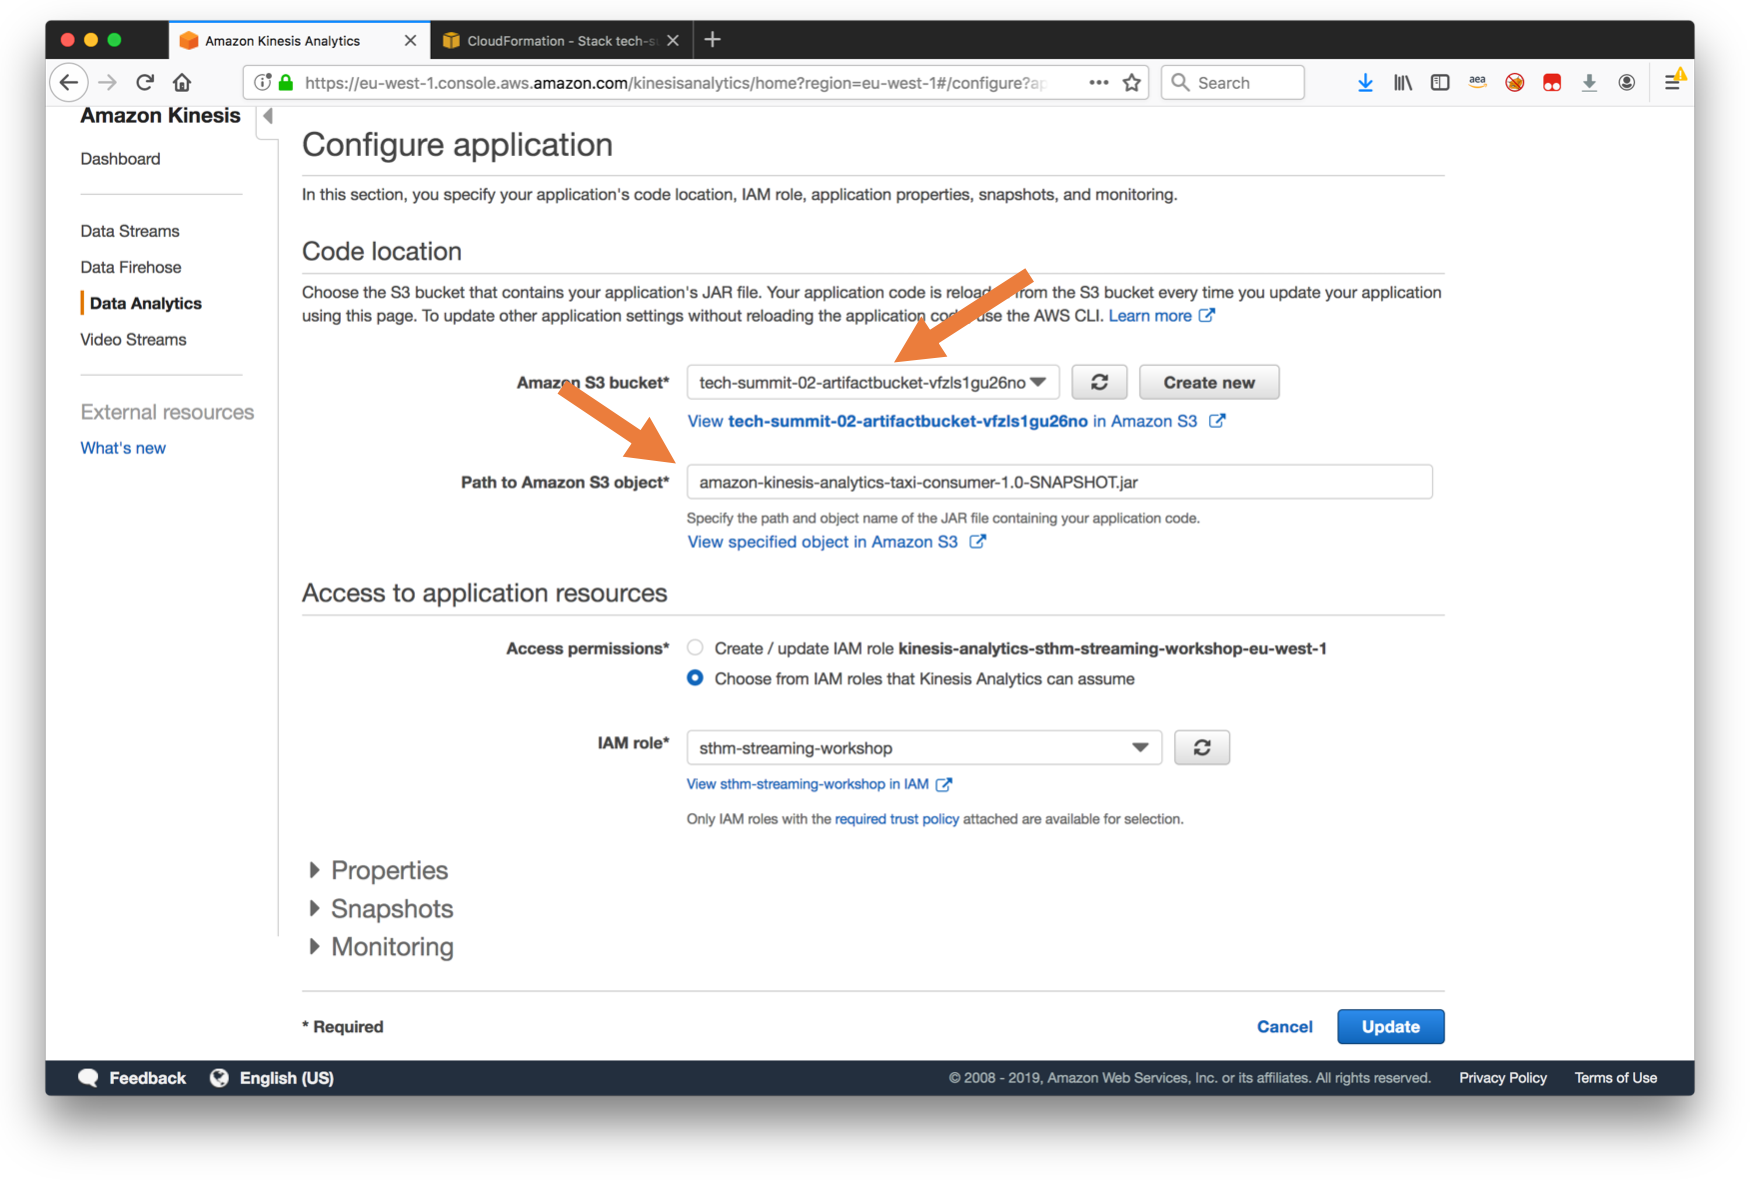 Amazon Kinesis Analytics
CloudFormation - Stack tech-s
https://eu-west-1.console.aws.amazon.com/kinesisanalytics/home?region=eu-west-1#/configure?ap
Search
aea
Amazon Kinesis
Dashboard
Data Streams
Data Firehose
Data Analytics
Video Streams
External resources
What's new
Configure application
In this section, you specify your application's code location, IAM role, application properties, snapshots, and monitoring.
Code location
Choose the S3 bucket that contains your application's JAR file. Your application code is reloa from the S3 bucket every time you update your application
using this page. To update other application settings without reloading the application co use the AWS CLI. Learn more
Amazon S3 bucket*
tech-summit-02-artifactbucket-vfzls1gu26no
Create new
View tech-summit-02-artifactbucket-vfzls1gu26no in Amazon S3
Path to Amazon S3 object*
amazon-kinesis-analytics-taxi-consumer-1.0-SNAPSHOT.jar
Specify the path and object name of the JAR file containing your application code.
View specified object in Amazon S3
Access to application resources
Access permissions*
Create / update IAM role kinesis-analytics-sthm-streaming-workshop-eu-west-1
Choose from IAM roles that Kinesis Analytics can assume
IAM role*
sthm-streaming-workshop
View sthm-streaming-workshop in IAM
Only IAM roles with the required trust policy attached are available for selection.
Properties
Snapshots
Monitoring
* Required
Cancel
Update
Feedback
English (US)
© 2008 - 2019, Amazon Web Services, Inc. or its affiliates. All rights reserved.
Privacy Policy
Terms of Use